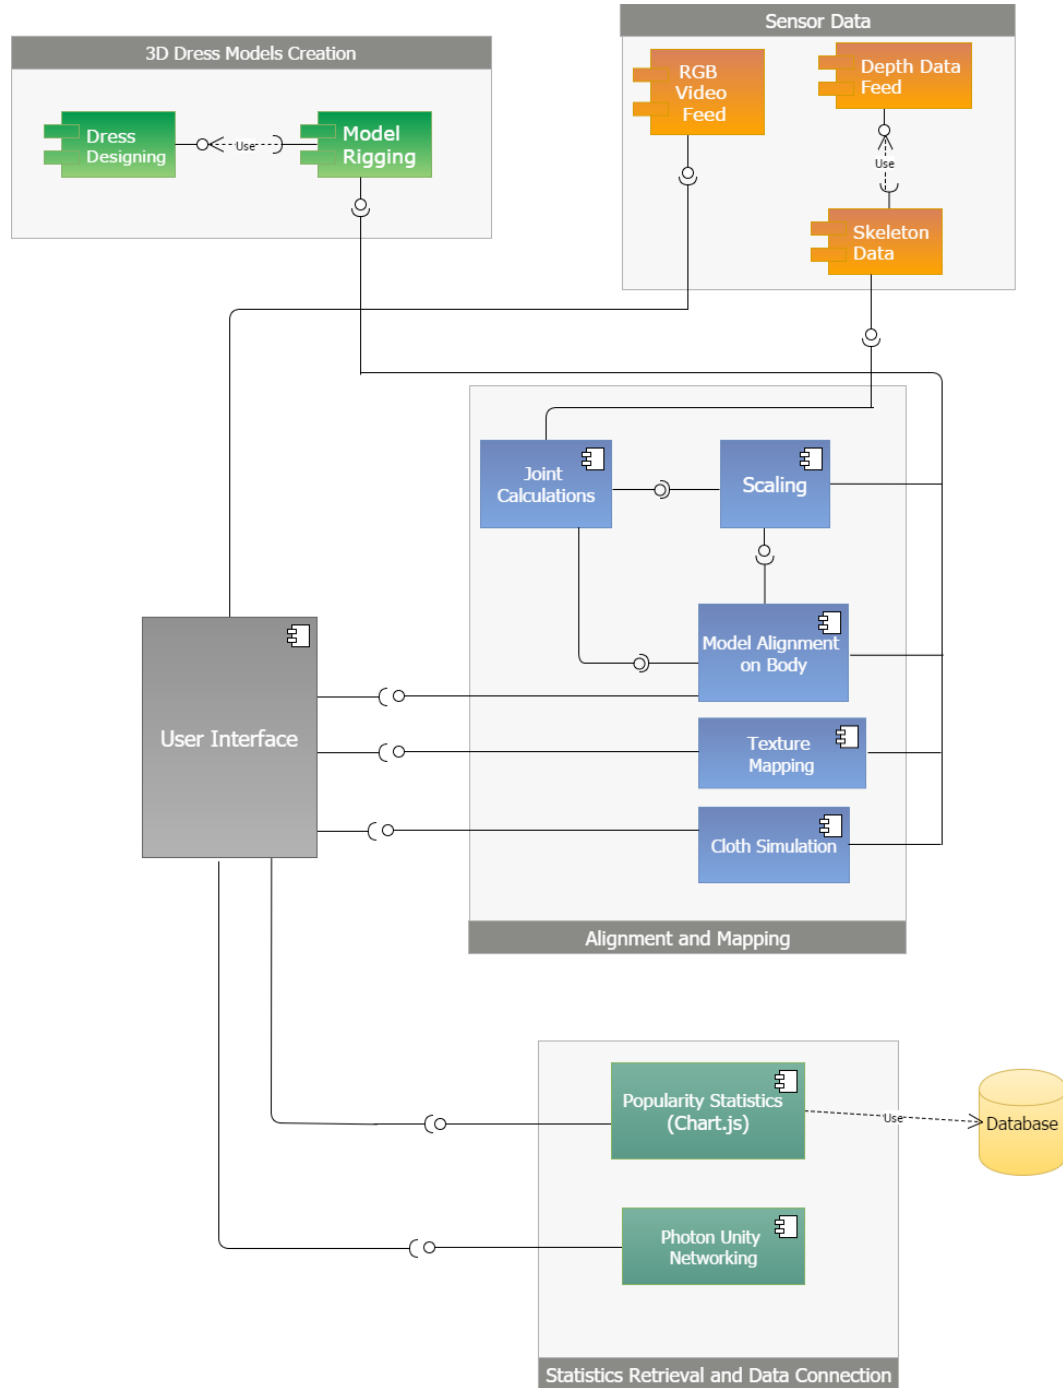 Sensor Data
3D Dress Models Creation
RGB
Video
Feed
Depth Data
Feed
Dress
Designing
Use
Model
Rigging
Use
Skeleton
Data
Joint
Calculations
Scaling
Model Alignment
on Body
User Interface
Texture
Mapping
Cloth Simulation
Alignment and Mapping
Popularity Statistics
(Chart.js)
Use
Database
Photon Unity
Networking
Statistics Retrieval and Data Connection